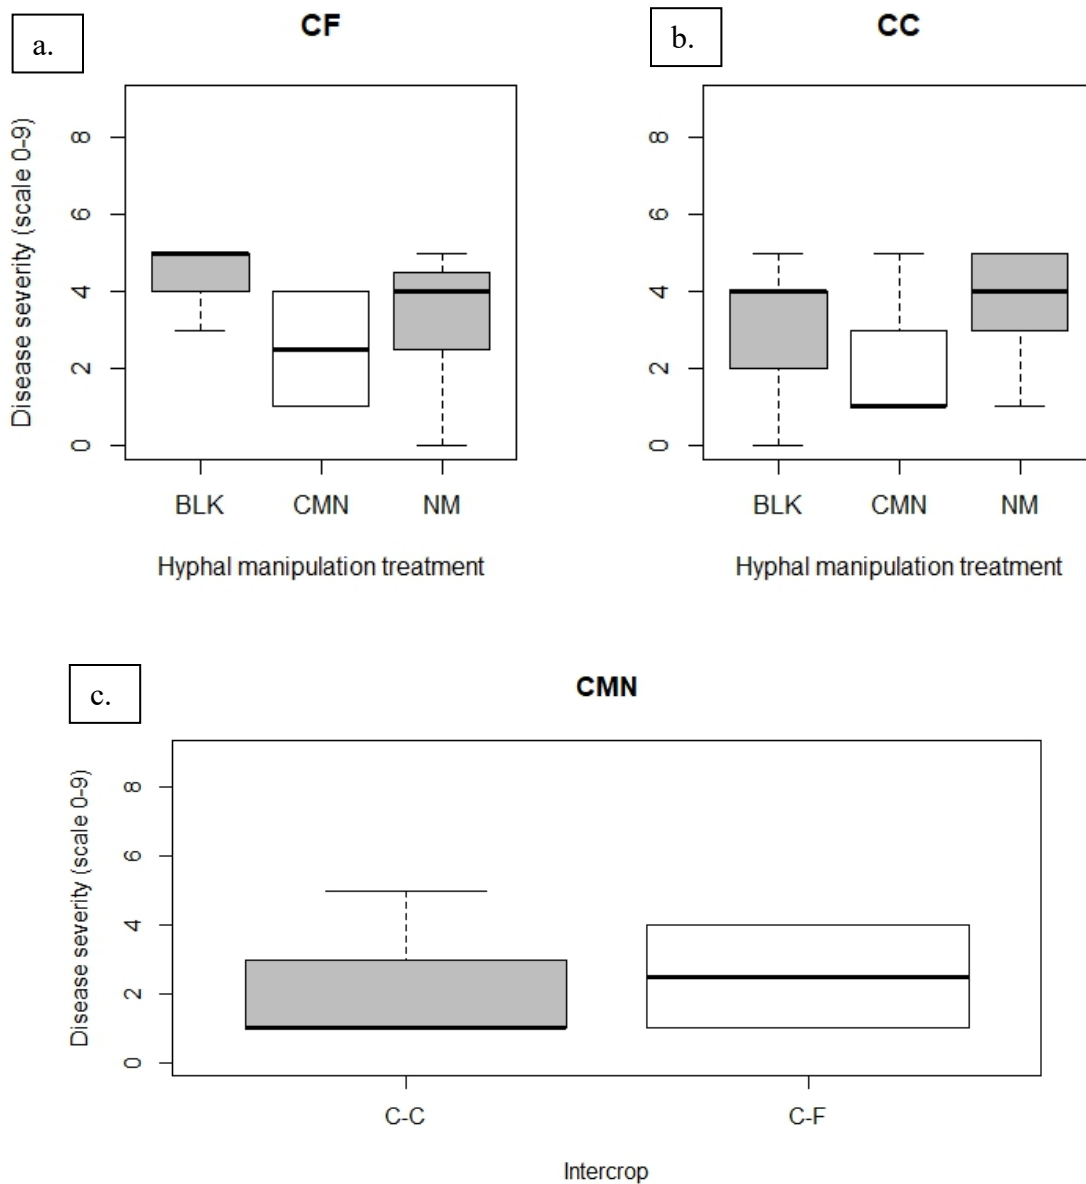 a.
CF
Disease severity (scale 0-9)
8
6
4
2
0
BLK CMN NM
Hyphal manipulation treatment
b.
CC
8
6
4
2
0
BLK CMN NM
Hyphal manipulation treatment
c.
CMN
Disease severity (scale 0-9)
8
6
4
2
0
C-C C-F
Intercrop